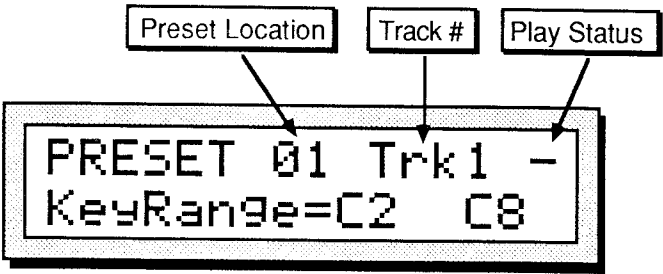 Preset Location Track # Play Status
PRESET 01 Trk1 -
KeyRange=C2 C8